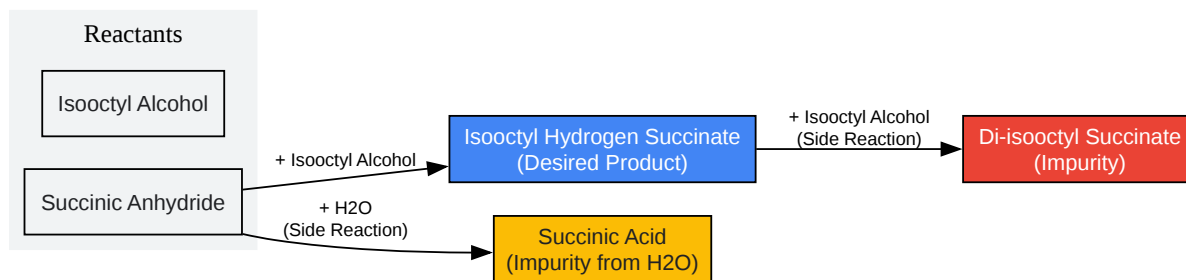 Reactants
Isooctyl Alcohol
Succinic Anhydride
+ Isooctyl Alcohol
+ H2O
(Side Reaction)
Isooctyl Hydrogen Succinate
(Desired Product)
Succinic Acid
(Impurity from H2O)
+ Isooctyl Alcohol
(Side Reaction)
Di-isooctyl Succinate
(Impurity)